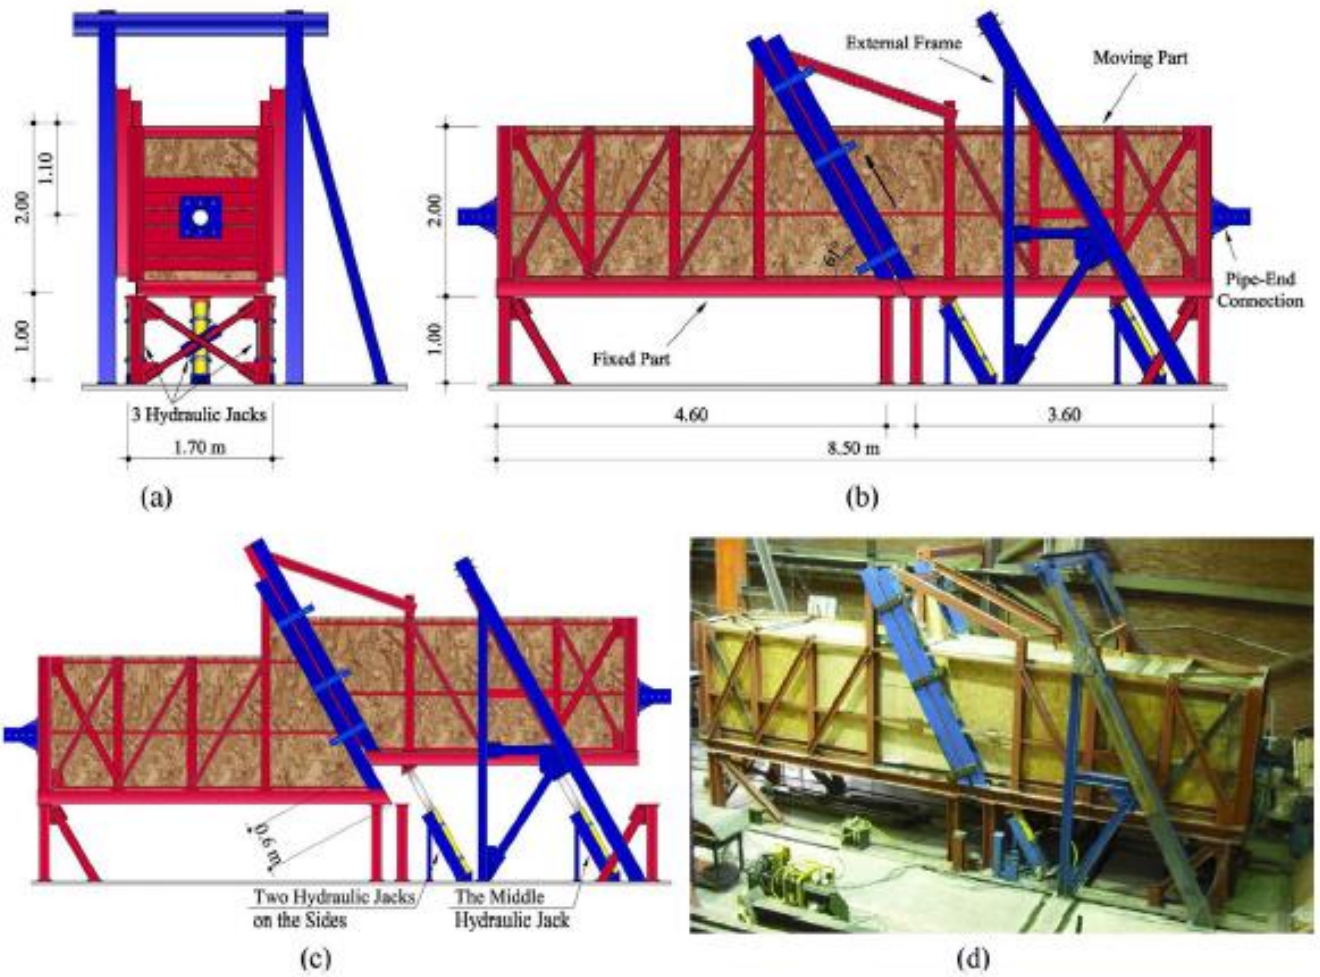 1.10
2.00
1.00
3 Hydraulic Jacks
1.70 m
(a)
External Frame
Moving Part
2.00
61°
Pipe-End
Connection
1.00
Fixed Part
4.60
3.60
8.50 m
(b)
0.6 m
Two Hydraulic Jacks
on the Sides
The Middle
Hydraulic Jack
(c)
(d)